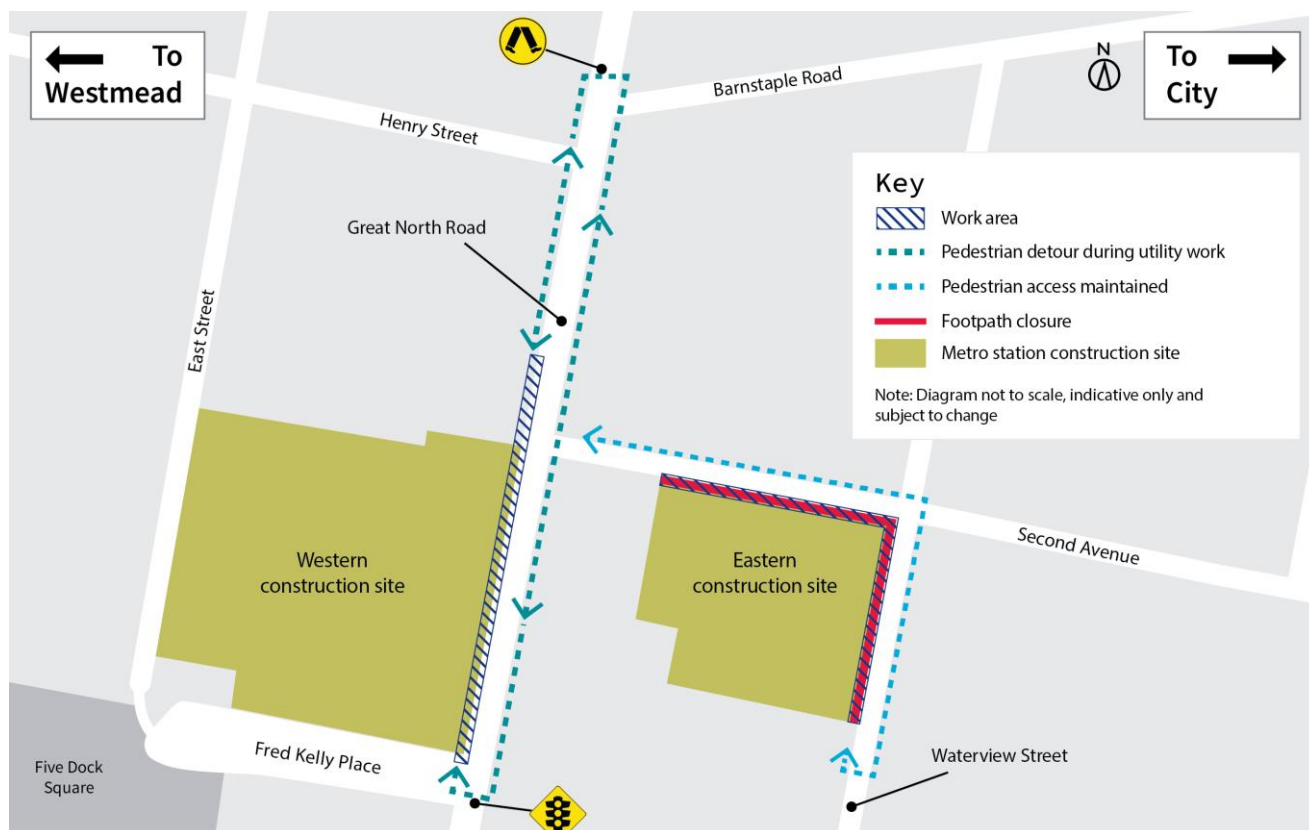 To
Westmead
To
City
N
Barnstaple Road
Henry Street
Great North Road
East Street
Key
Work area
Pedestrian detour during utility work
Pedestrian access maintained
Footpath closure
Metro station construction site
Note: Diagram not to scale, indicative only and
subject to change
Western
construction site
Eastern
construction site
Second Avenue
Fred Kelly Place
Waterview Street
Five Dock
Square